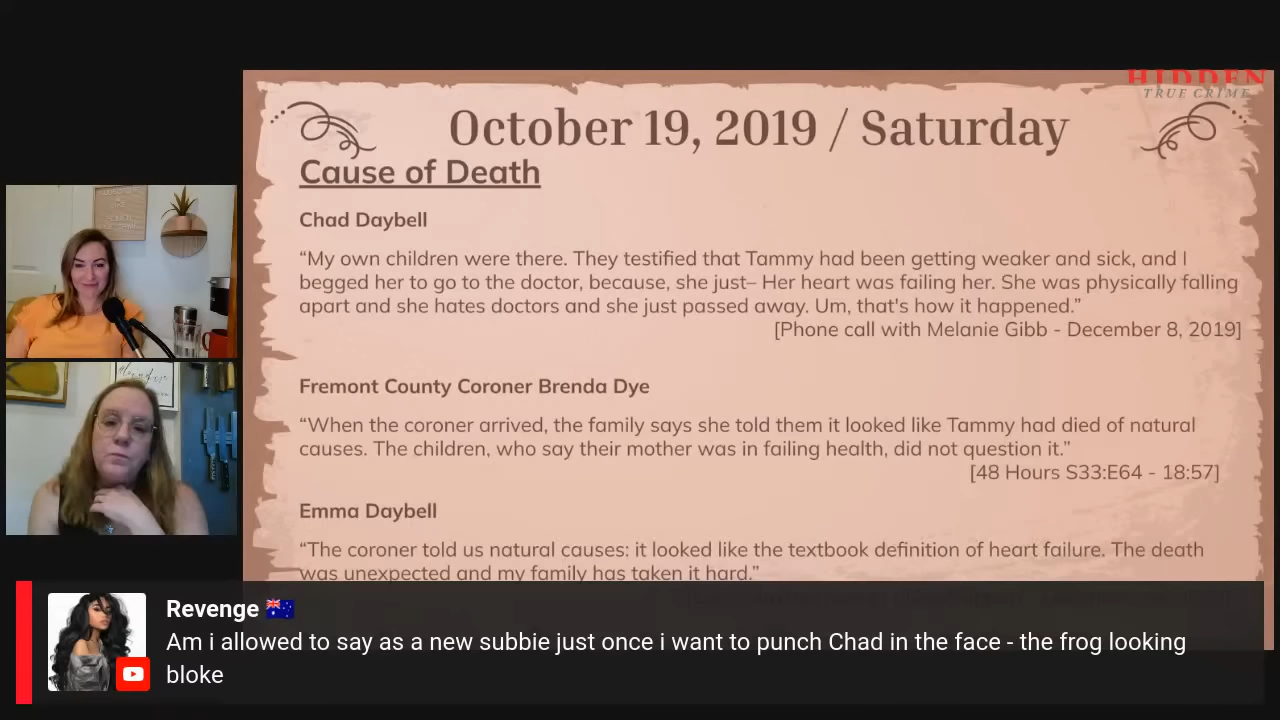 HIDDEN
TRUE CRIME
October 19, 2019 / Saturday
Cause of Death
Chad Daybell
“My own children were there. They testified that Tammy had been getting weaker and sick, and I
begged her to go to the doctor, because, she just– Her heart was failing her. She was physically falling
apart and she hates doctors and she just passed away. Um, that's how it happened.”
[Phone call with Melanie Gibb - December 8, 2019]
Fremont County Coroner Brenda Dye
“When the coroner arrived, the family says she told them it looked like Tammy had died of natural
causes. The children, who say their mother was in failing health, did not question it.”
[48 Hours S33:E64 - 18:57]
Emma Daybell
“The coroner told us natural causes: it looked like the textbook definition of heart failure. The death
was unexpected and my family has taken it hard.”
Revenge 🇦🇺
Am i allowed to say as a new subbie just once i want to punch Chad in the face - the frog looking
bloke